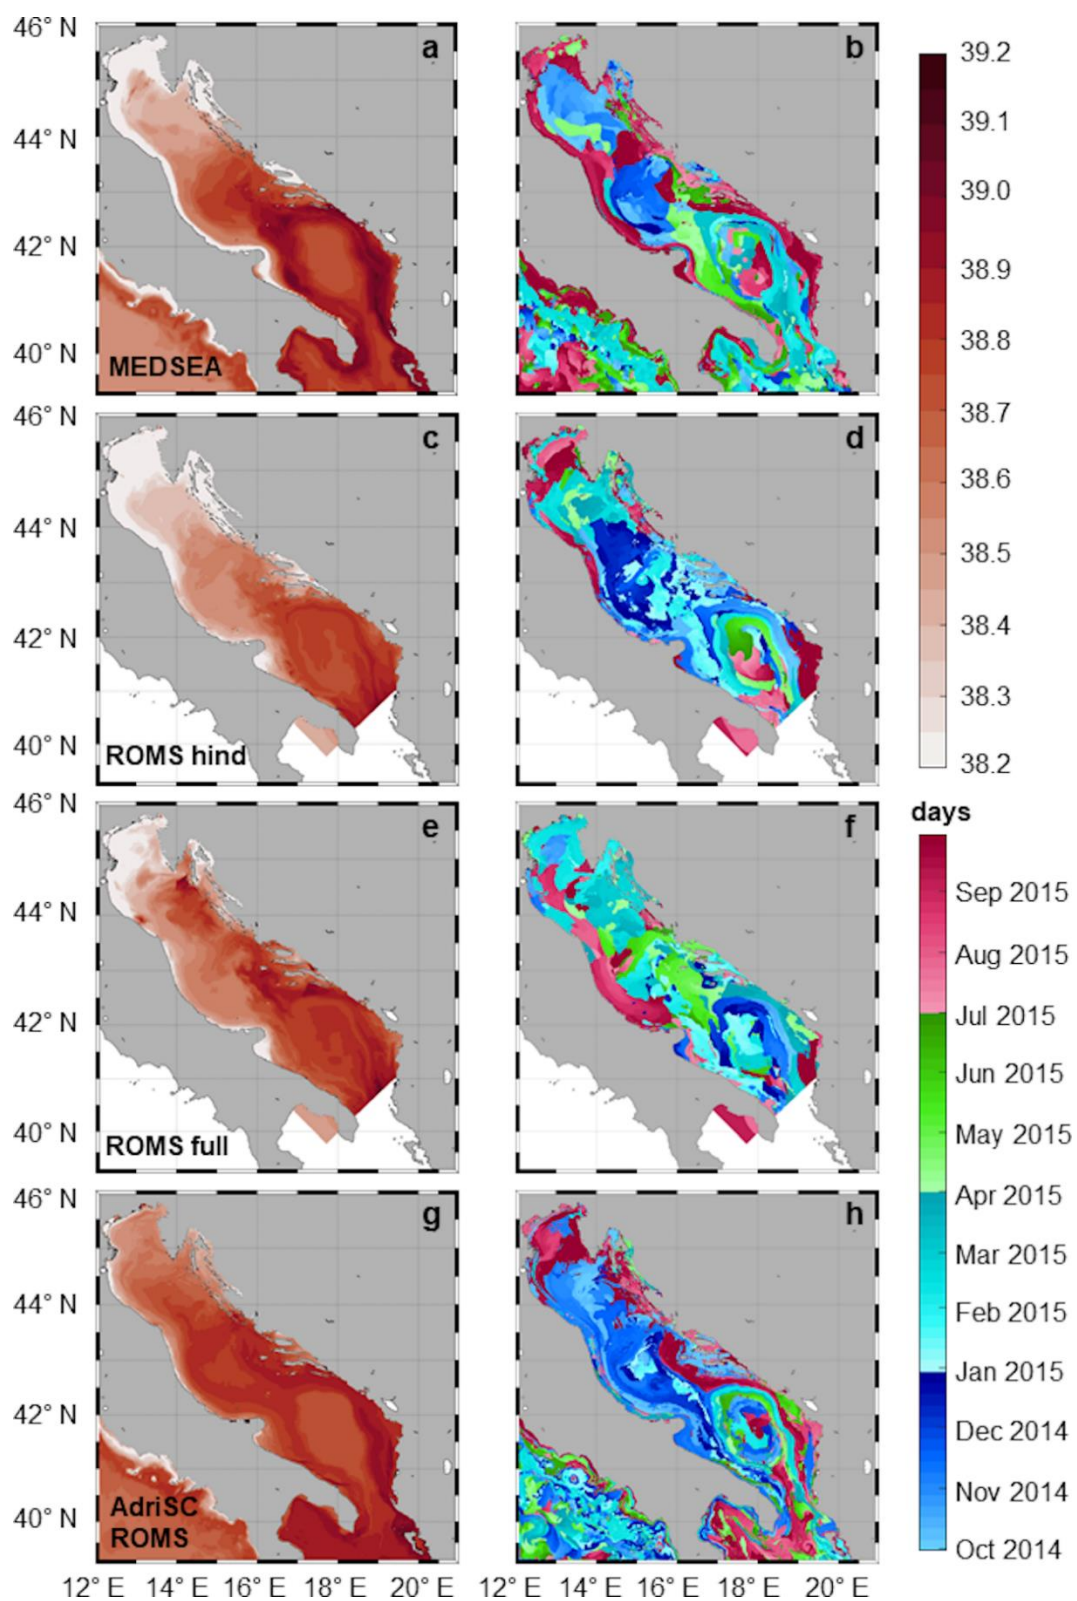 46° N
44° N
42° N
40° N
a
MEDSEA
b
46° N
44° N
42° N
40° N
c
ROMS hind
d
39.2
39.1
39.0
38.9
38.8
38.7
38.6
38.5
38.4
38.3
38.2
46° N
44° N
42° N
40° N
e
ROMS full
f
46° N
44° N
42° N
40° N
g
AdriSC
ROMS
h
days
Sep 2015
Aug 2015
Jul 2015
Jun 2015
May 2015
Apr 2015
Mar 2015
Feb 2015
Jan 2015
Dec 2014
Nov 2014
Oct 2014
12° E 14° E 16° E 18° E 20° E
12° E 14° E 16° E 18° E 20° E